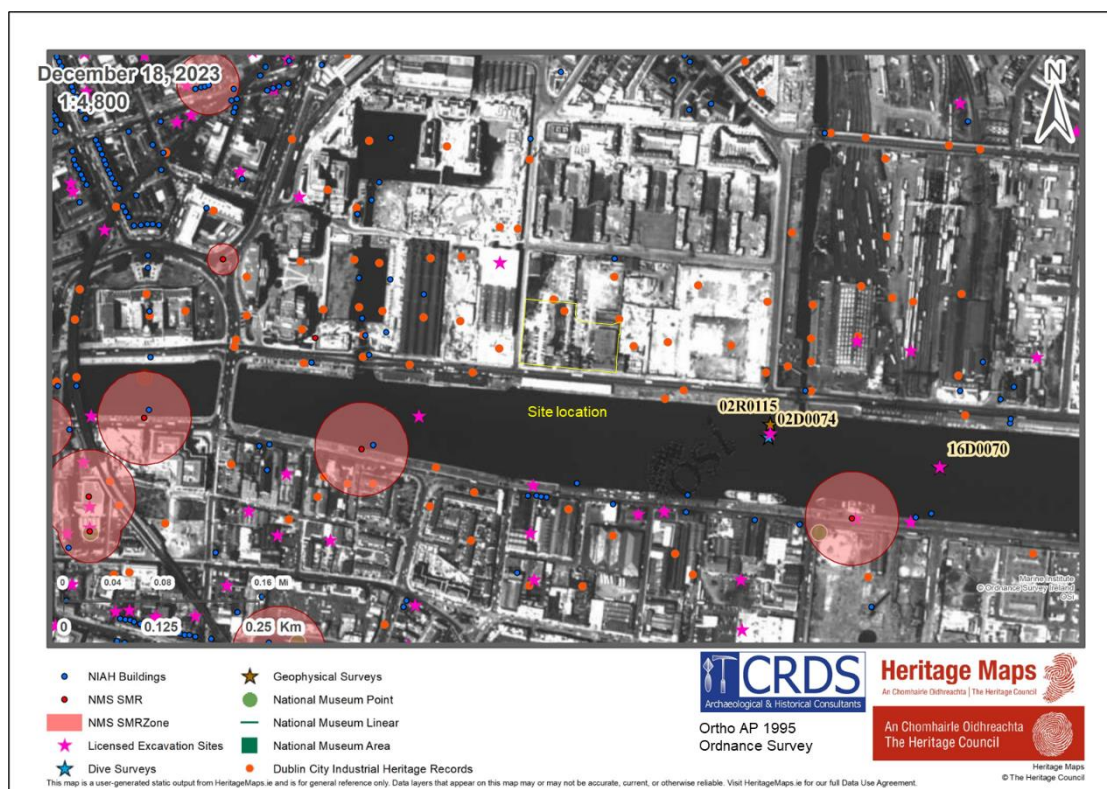 December 18, 2023
1:4,800
N
Site location
02R0115
02D0074
16D0070
0 0.04 0.08 0.16 Mi
0 0.125 0.25 Km
Marine Institute
© Ordnance Survey Ireland
OSi
NIAH Buildings
NMS SMR
NMS SMRZone
Licensed Excavation Sites
Dive Surveys
Geophysical Surveys
National Museum Point
National Museum Linear
National Museum Area
Dublin City Industrial Heritage Records
CRDS
Archaeological & Historical Consultants
Ortho AP 1995
Ordnance Survey
Heritage Maps
An Chomhairle Oidhreachta | The Heritage Council
An Chomhairle Oidhreachta
The Heritage Council
Heritage Maps
© The Heritage Council
This map is a user-generated static output from HeritageMaps.ie and is for general reference only. Data layers that appear on this map may or may not be accurate, current, or otherwise reliable. Visit HeritageMaps.ie for our full Data Use Agreement.